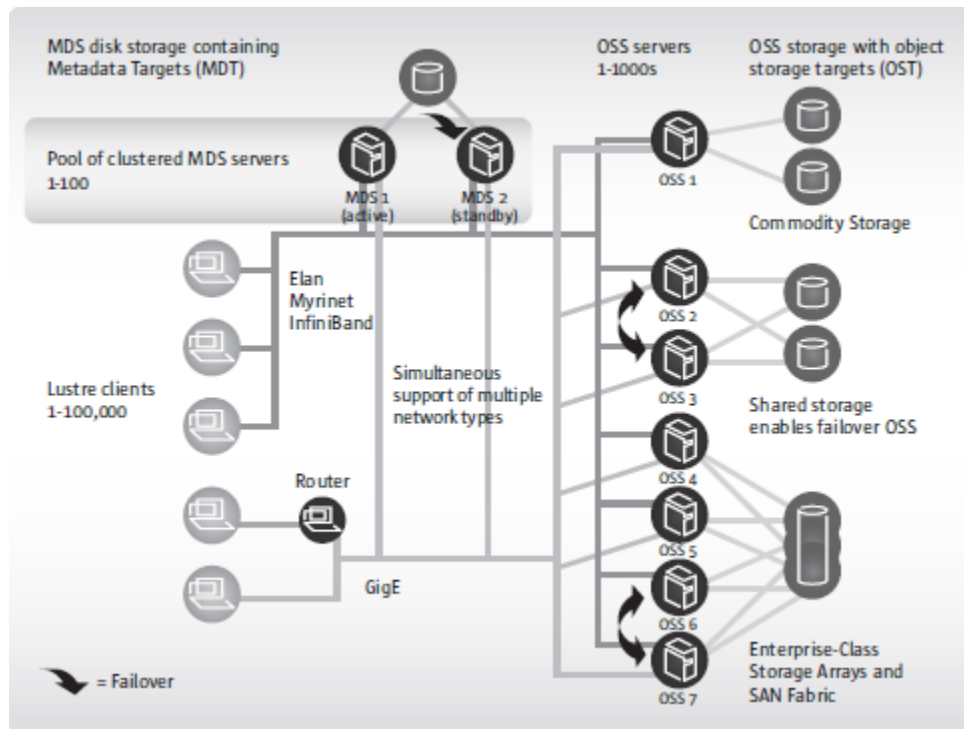 MDS disk storage containing
Metadata Targets (MDT)
OSS servers
1-1000s
OSS storage with object
storage targets (OST)
Pool of clustered MDS servers
1-100
MDS 1
(active)
MDS 2
(standby)
OSS 1
Commodity Storage
Elan
Myrinet
InfiniBand
OSS 2
Lustre clients
1-100,000
Simultaneous
support of multiple
network types
OSS 3
Shared storage
enables failover OSS
OSS 4
Router
OSS 5
GigE
OSS 6
Enterprise-Class
Storage Arrays and
SAN Fabric
= Failover
OSS 7